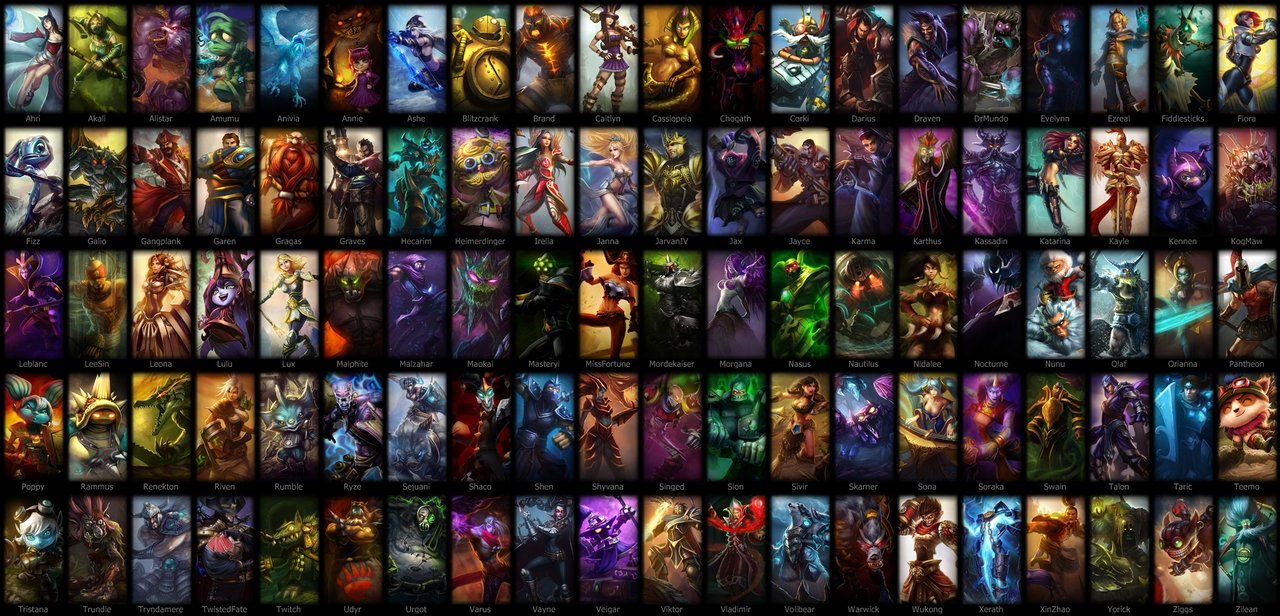 Ahri Akali Alistar Amumu Anivia Annie Ashe Blitzcrank Brand Caitlyn Cassiopeia Chogath Corki Darius Draven DrMundo Evelynn Ezreal Fiddlesticks Fiora
Fizz Galio Gangplank Garen Gragas Graves Hecarim Heimerdinger Irelia Janna JarvanIV Jax Jayce Karma Karthus Kassadin Katarina Kayle Kennen KogMaw
Leblanc LeeSin Leona Lulu Lux Malphite Malzahar Maokai Masteryi MissFortune Mordekaiser Morgana Nasus Nautilus Nidalee Nocturne Nunu Olaf Orianna Pantheon
Poppy Rammus Renekton Riven Rumble Ryze Sejuani Shaco Shen Shyvana Singed Sion Sivir Skarner Sona Soraka Swain Talon Taric Teemo
Tristana Trundle Tryndamere TwistedFate Twitch Udyr Urgot Varus Vayne Veigar Viktor Vladimir Volibear Warwick Wukong Xerath XinZhao Yorick Ziggs Zilean